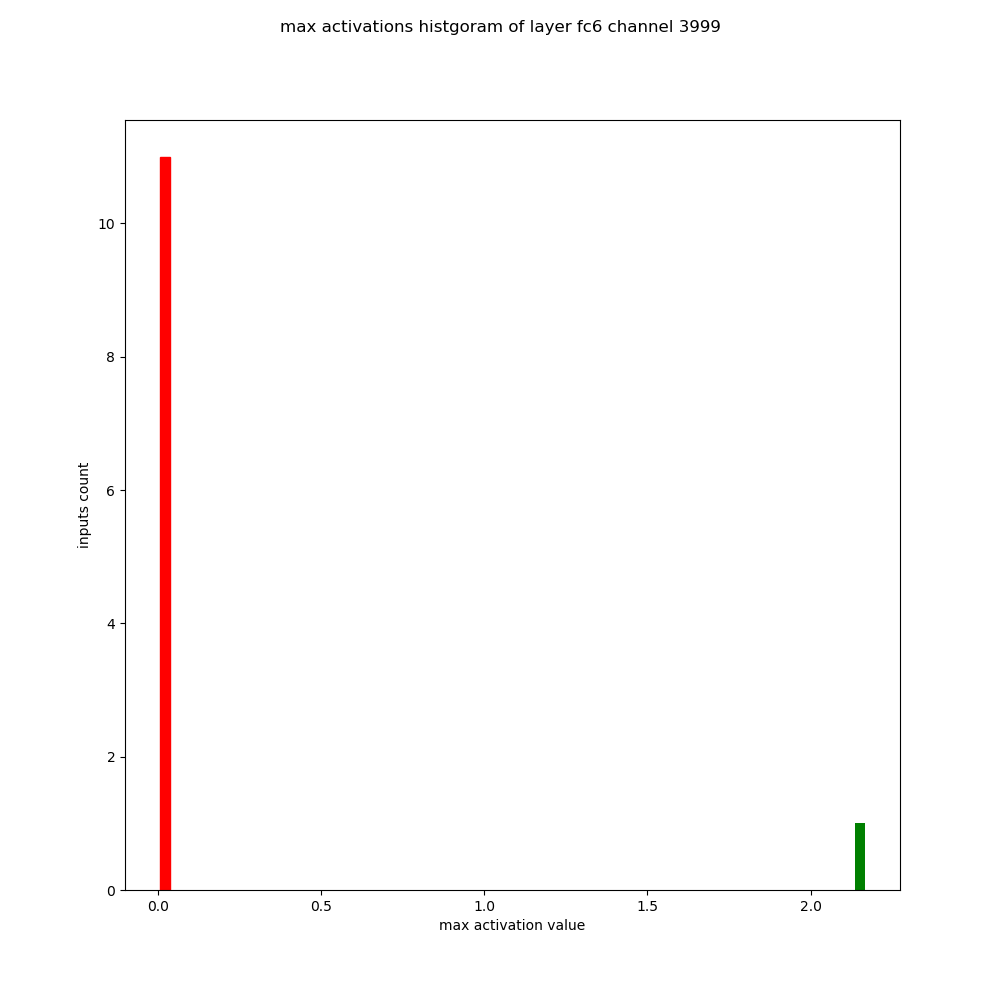 max activations histgoram of layer fc6 channel 3999
10
8
6
4
2
0
inputs count
0.0 0.5 1.0 1.5 2.0
max activation value